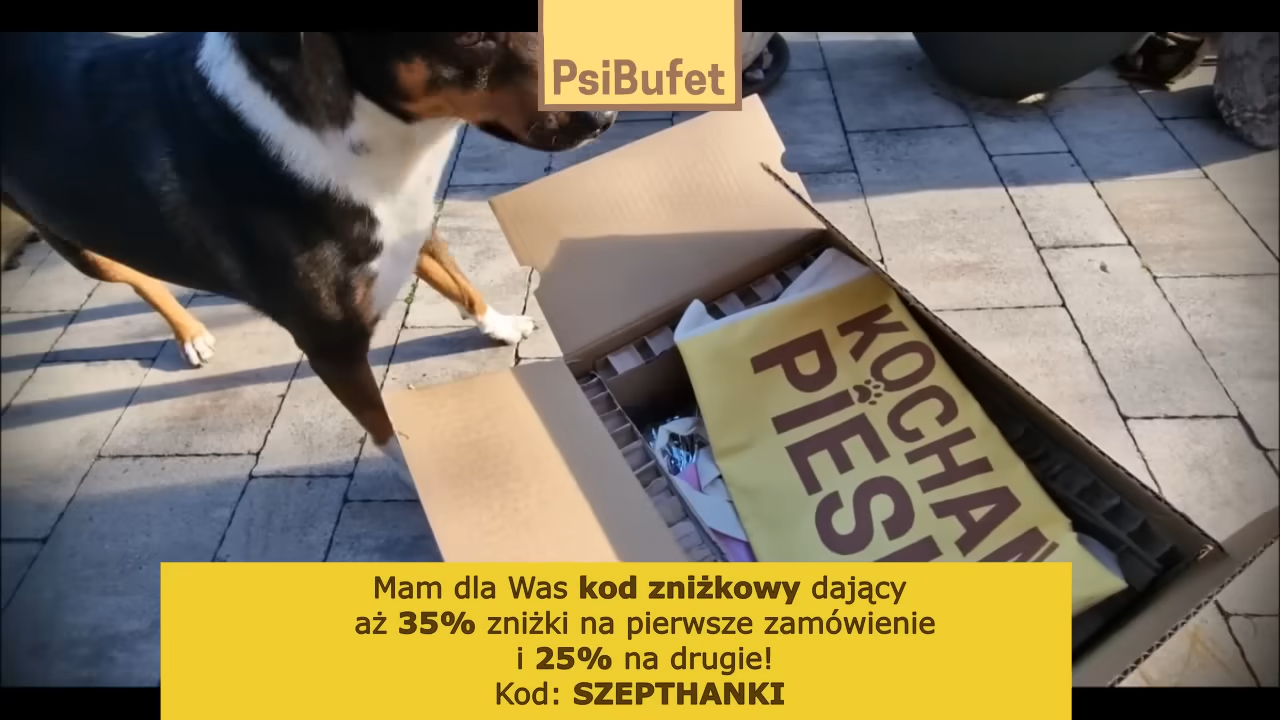 PsiBufet
KOCHAM
PIES
Mam dla Was kod zniżkowy dający
aż 35% zniżki na pierwsze zamówienie
i 25% na drugie!
Kod: SZEPTHANKI